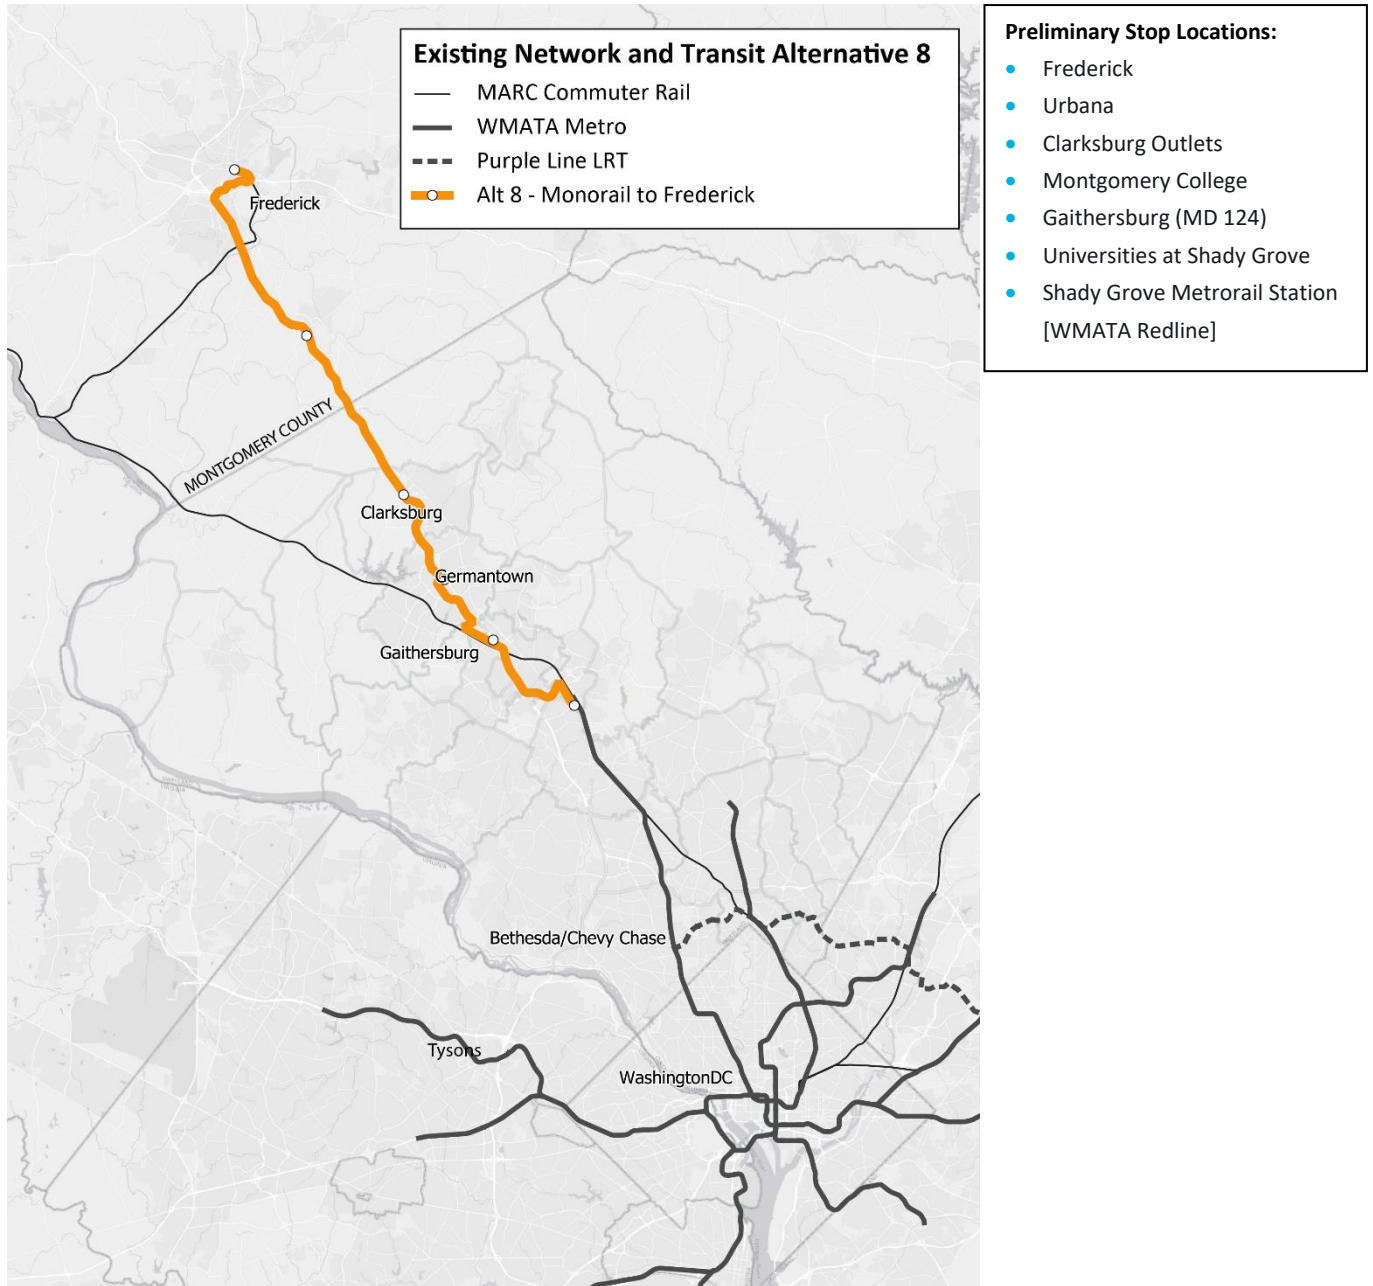 Existing Network and Transit Alternative 8
MARC Commuter Rail
WMATA Metro
Purple Line LRT
Alt 8 - Monorail to Frederick
Preliminary Stop Locations:
Frederick
Urbana
Clarksburg Outlets
Montgomery College
Gaithersburg (MD 124)
Universities at Shady Grove
Shady Grove Metrorail Station
[WMATA Redline]
Frederick
MONTGOMERY COUNTY
Clarksburg
Germantown
Gaithersburg
Bethesda/Chevy Chase
Tysons
WashingtonDC